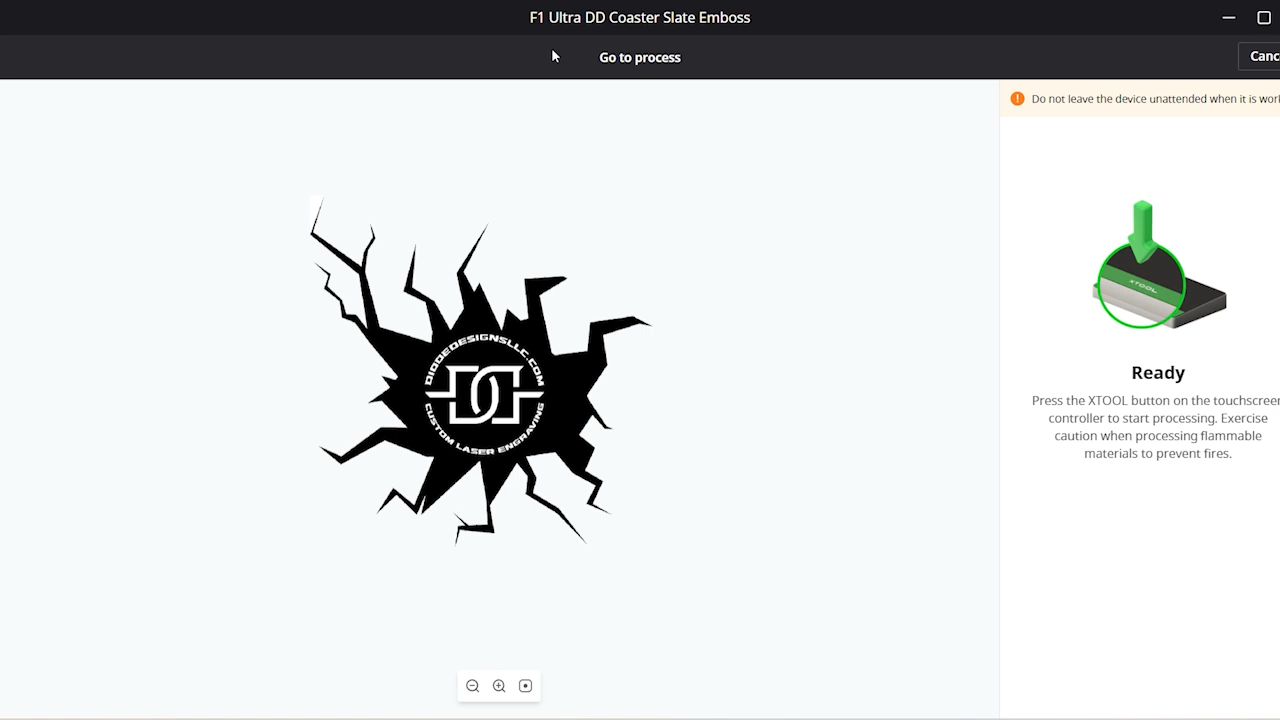 F1 Ultra DD Coaster Slate Emboss
Go to process
Do not leave the device unattended when it is
DIODEDESIGNSLLC.COM
DD
CUSTOM LASER ENGRAVING
XTOOL
Ready
Press the XTOOL button on the touchscreen
controller to start processing. Exercise
caution when processing flammable
materials to prevent fires.